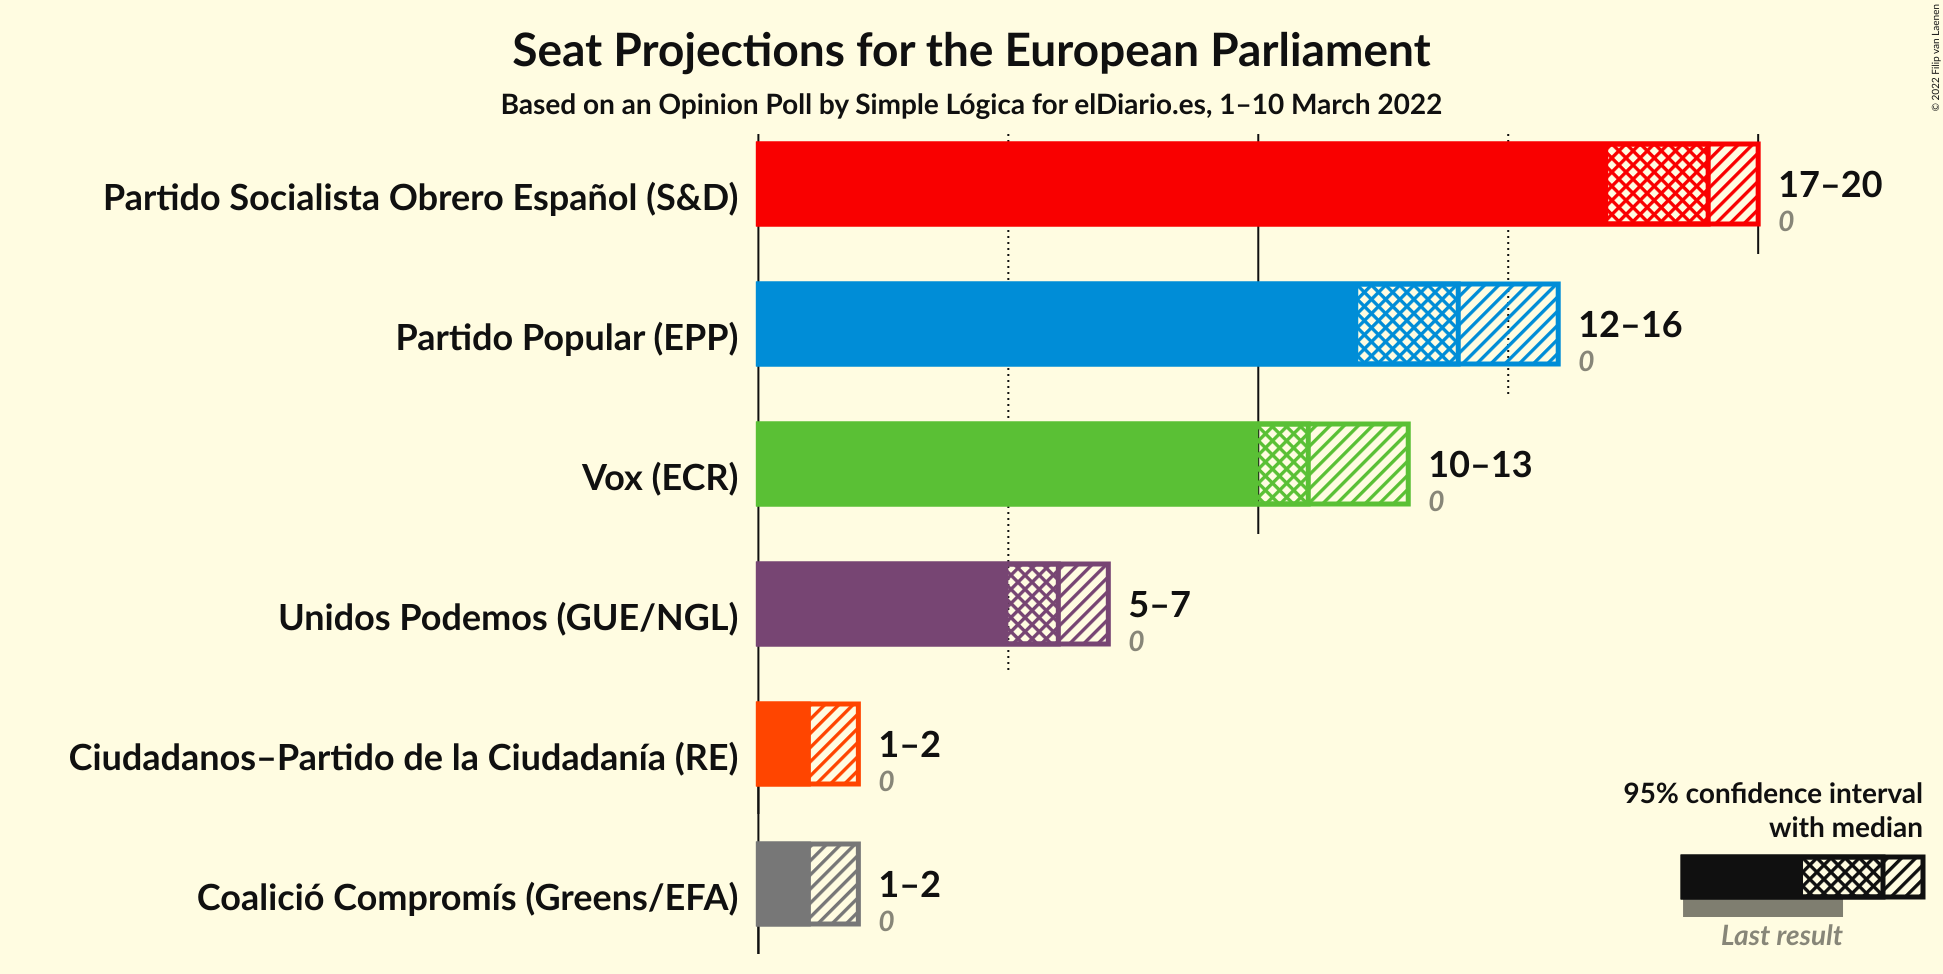 Seat Projections for the European Parliament
Based on an Opinion Poll by Simple Lógica for elDiario.es, 1–10 March 2022
© 2022 Filip van Laenen
Partido Socialista Obrero Español (S&D)
17–20
0
Partido Popular (EPP)
12–16
0
Vox (ECR)
10–13
0
Unidos Podemos (GUE/NGL)
5–7
0
Ciudadanos–Partido de la Ciudadanía (RE)
1–2
0
Coalició Compromís (Greens/EFA)
1–2
0
95% confidence interval
with median
Last result